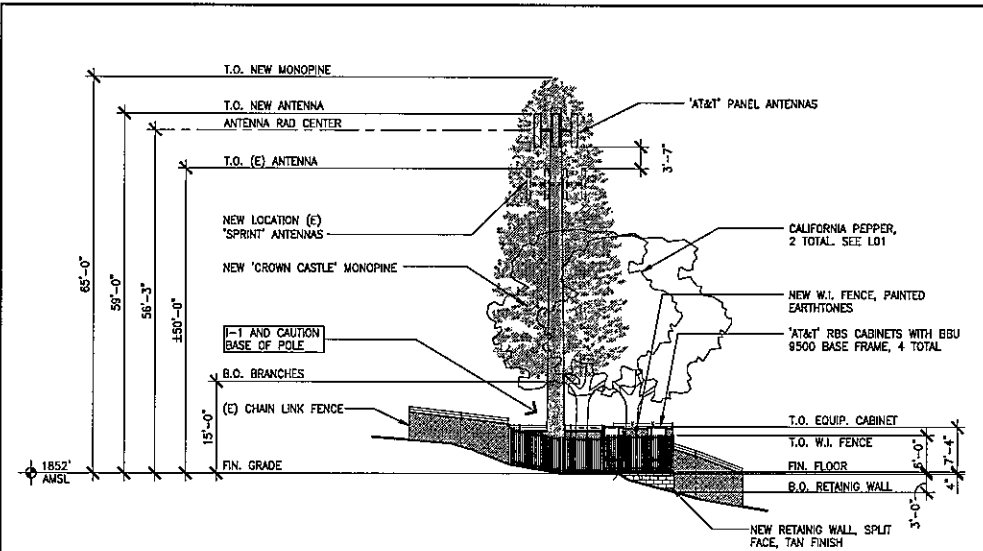 T.O. NEW MONOPINE
T.O. NEW ANTENNA
ANTENNA RAD CENTER
T.O. (E) ANTENNA
NEW LOCATION (E)
'SPRINT' ANTENNAS
NEW 'CROWN CASTLE' MONOPINE
I-1 AND CAUTION
BASE OF POLE
B.O. BRANCHES
(E) CHAIN LINK FENCE
FIN. GRADE
1852'
AMSL
65'-0"
59'-0"
56'-3"
±50'-0"
15'-0"
'AT&T' PANEL ANTENNAS
3'-7"
CALIFORNIA PEPPER,
2 TOTAL. SEE L01
NEW W.I. FENCE, PAINTED
EARTHTONES
'AT&T' RBS CABINETS WITH BBU
9500 BASE FRAME, 4 TOTAL
T.O. EQUIP. CABINET
T.O. W.I. FENCE
FIN. FLOOR
B.O. RETAINIG WALL
6'-0"
7'-4"
4"
3'-0"
NEW RETAINIG WALL, SPLIT
FACE, TAN FINISH